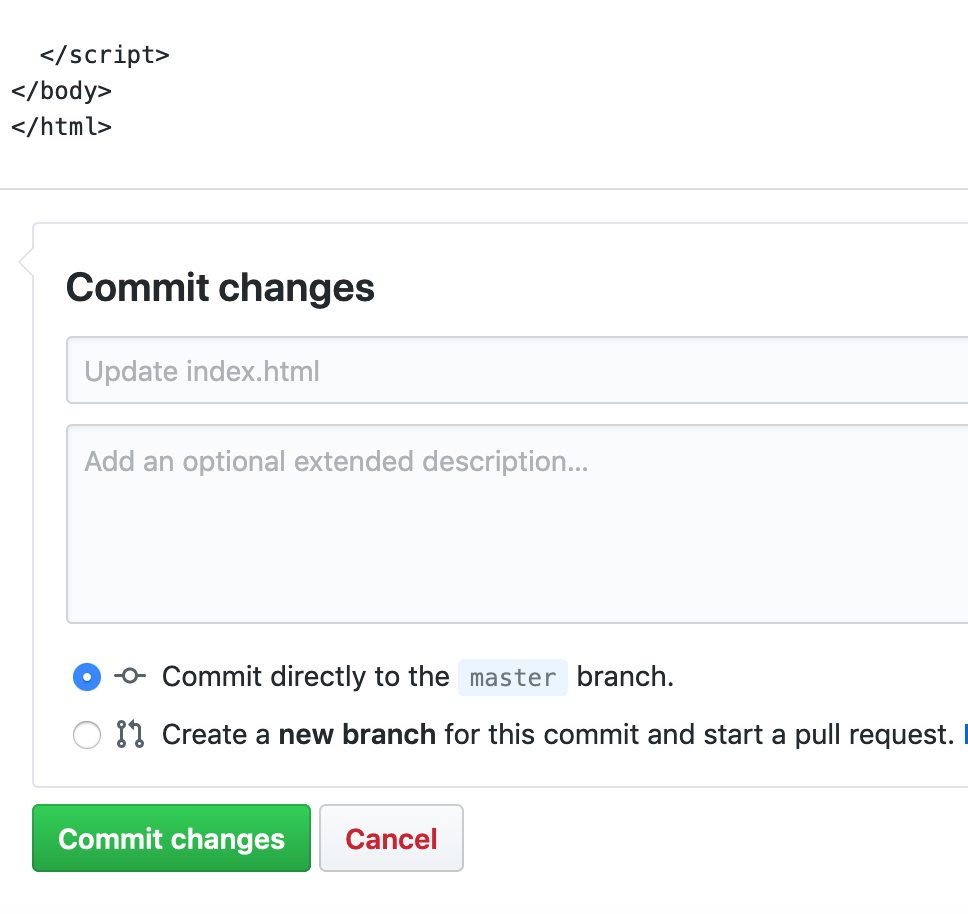 </script>
</body>
</html>
Commit changes
Update index.html
Add an optional extended description...
Commit directly to the master branch.
Create a new branch for this commit and start a pull request.
Commit changes
Cancel